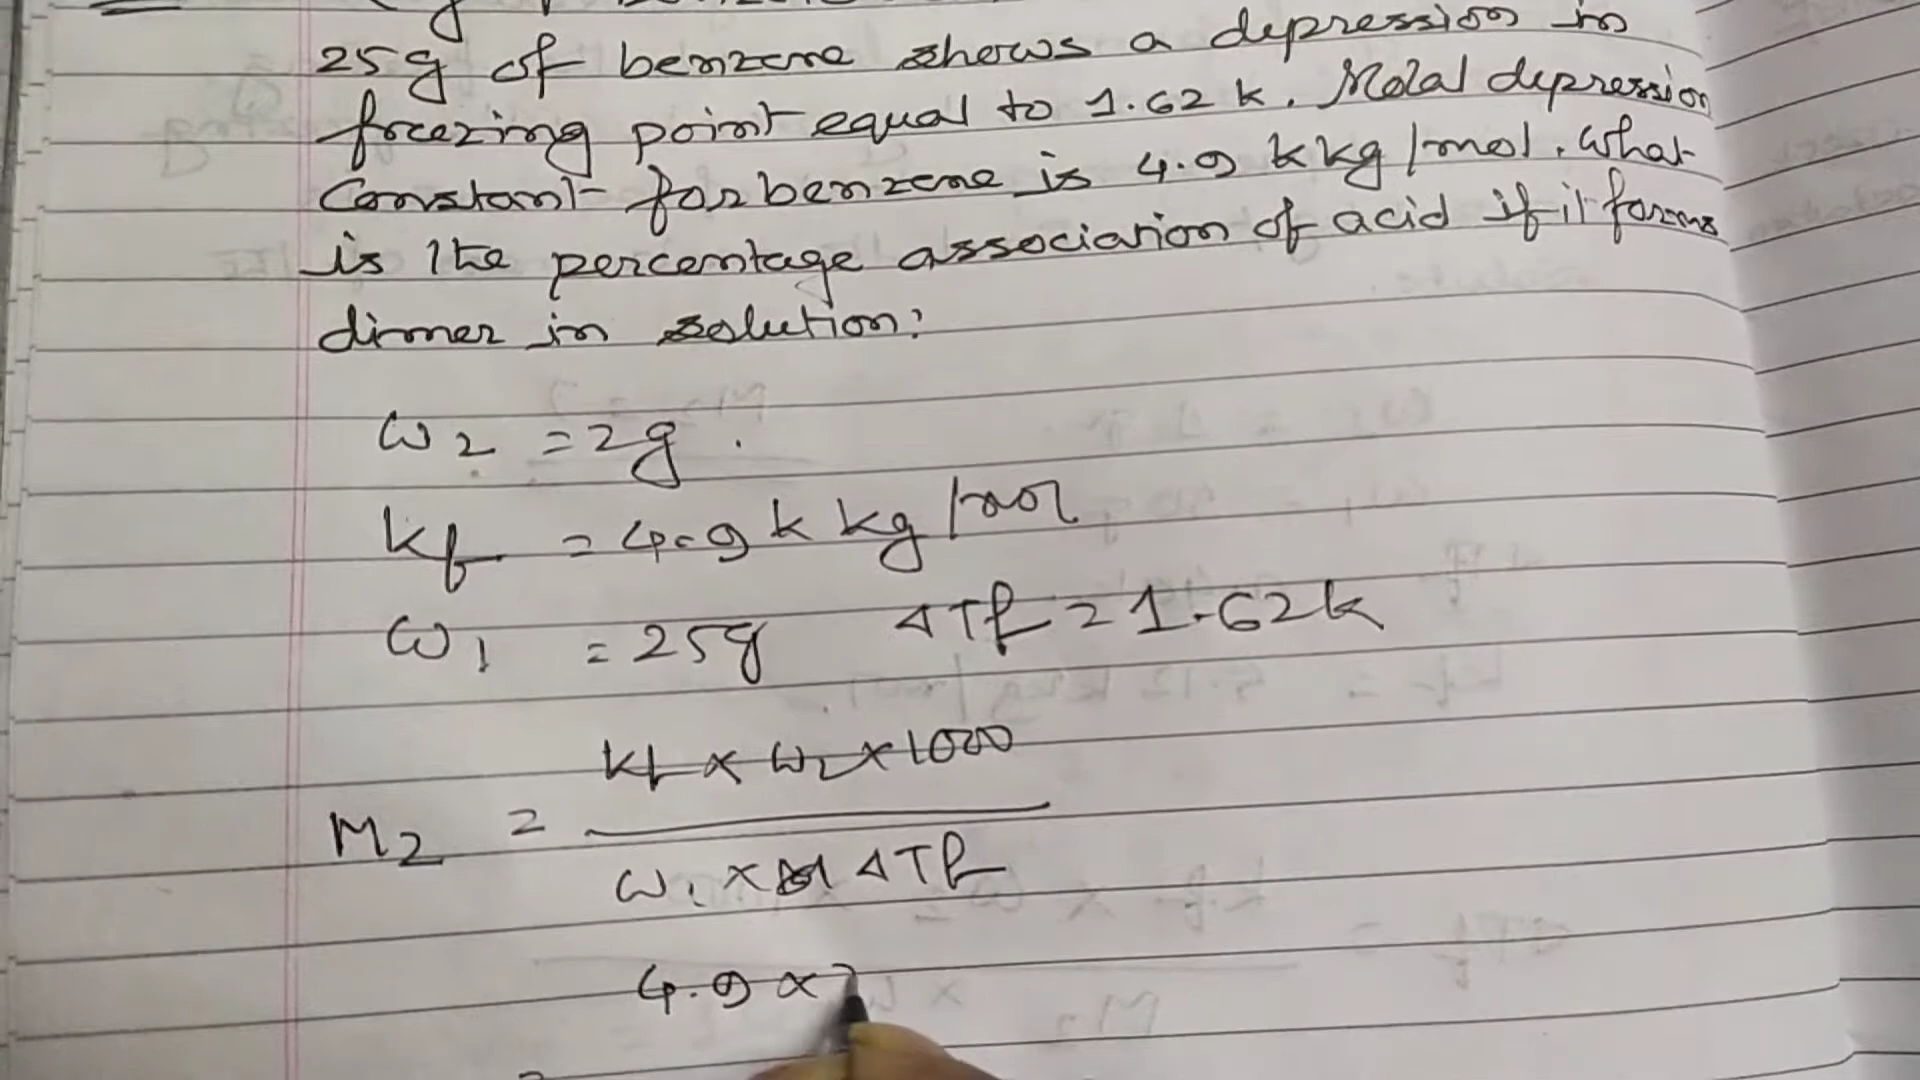 25g of benzene shows a depression in
freezing point equal to 1.62 K. Molal depression
Constant for benzene is 4.9 K kg/mol. What
is the percentage association of acid if it forms
dimer in solution?
W2 = 2g.
Kf = 4.9 K kg/mol
W1 = 25g ΔTf = 1.62K
M2 = Kf × W2 × 1000
W1 × ΔTf
4.9 ×